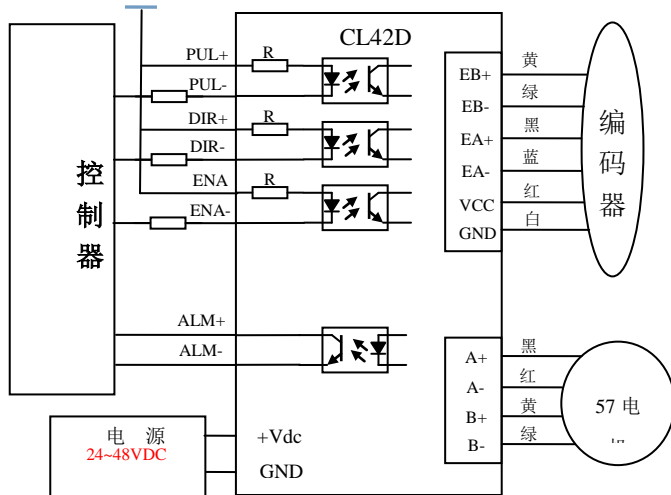 CL42D
PUL+
R
PUL-
DIR+
R
DIR-
ENA
R
ENA-
控制器
ALM+
ALM-
电 源
24~48VDC
+Vdc
GND
EB+
黄
EB-
绿
EA+
黑
EA-
蓝
VCC
红
GND
白
编码器
A+
黑
A-
红
B+
黄
B-
绿
57 电